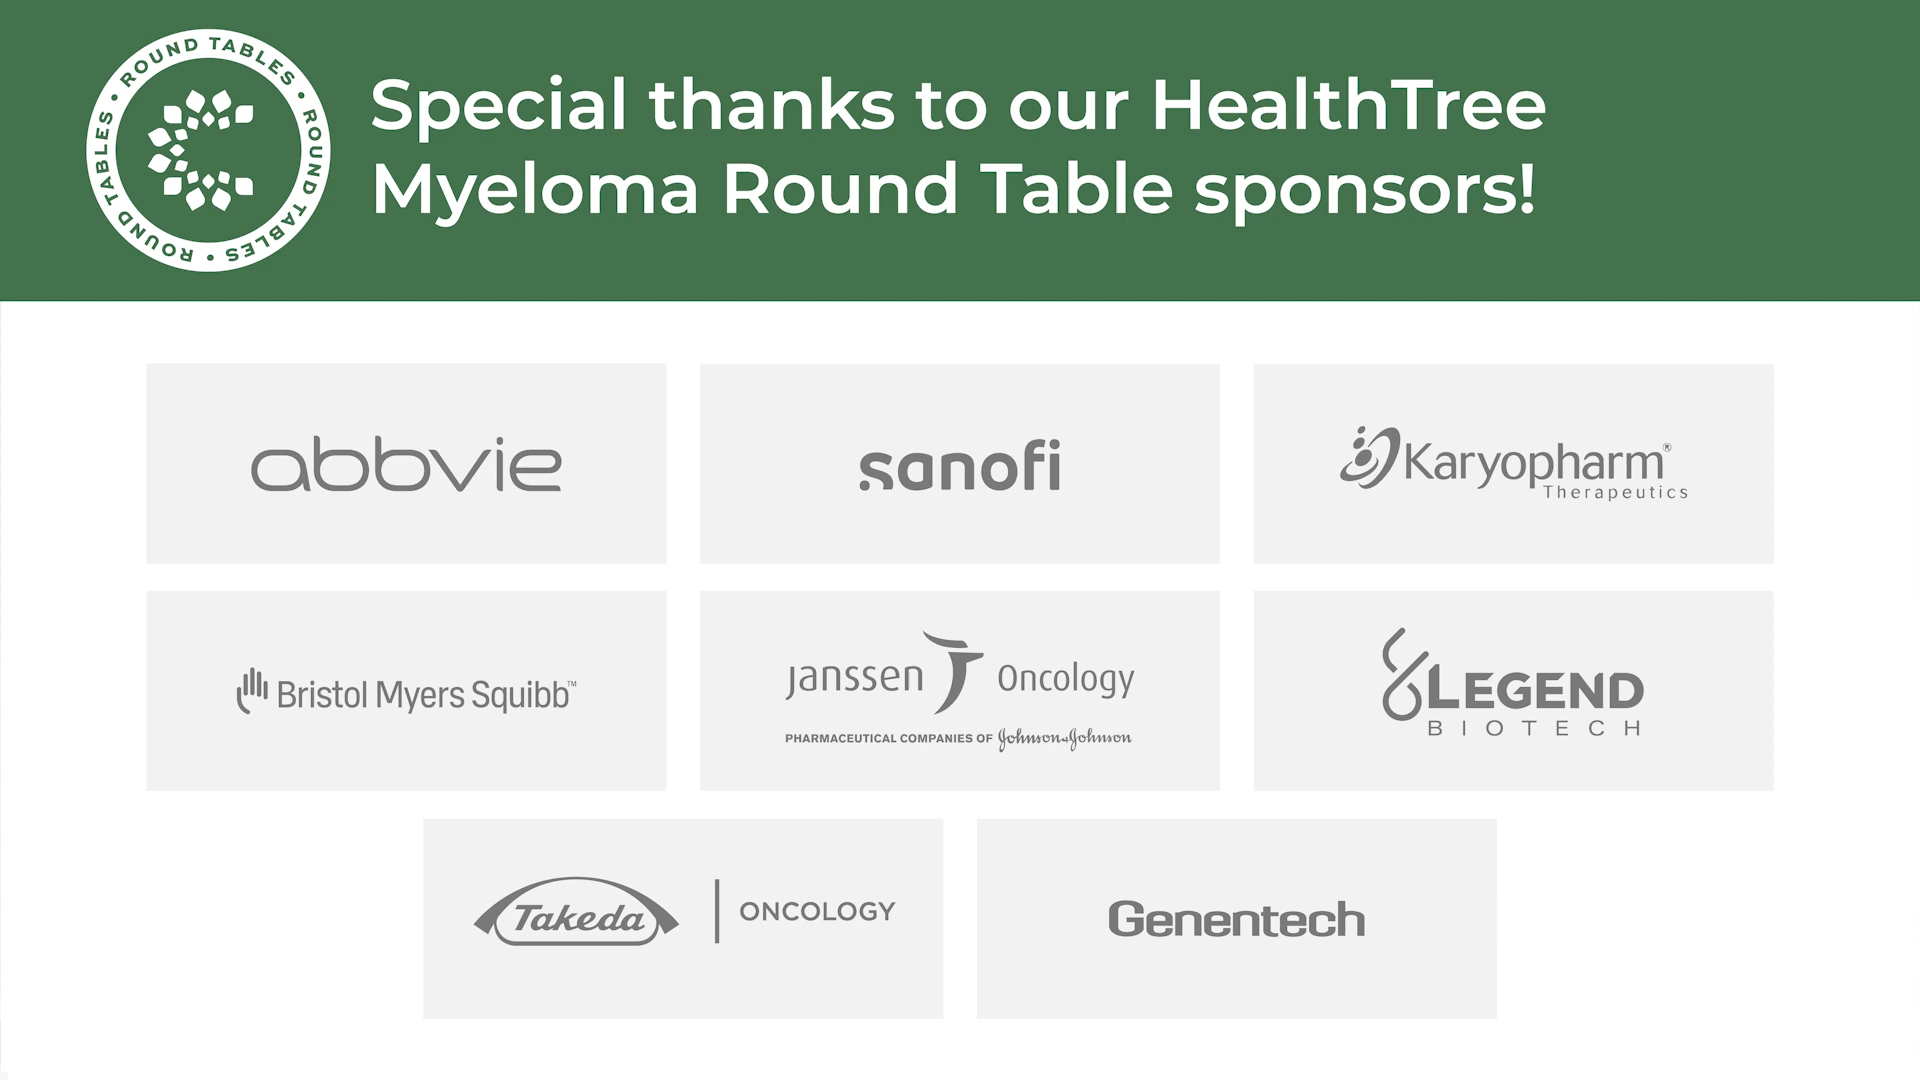 ROUND TABLES • ROUND TABLES • ROUND TABLES •
Special thanks to our HealthTree
Myeloma Round Table sponsors!
abbvie
sanofi
Karyopharm®
Therapeutics
Bristol Myers Squibb™
Janssen Oncology
PHARMACEUTICAL COMPANIES OF Johnson&Johnson
LEGEND
BIOTECH
Takeda | ONCOLOGY
Genentech